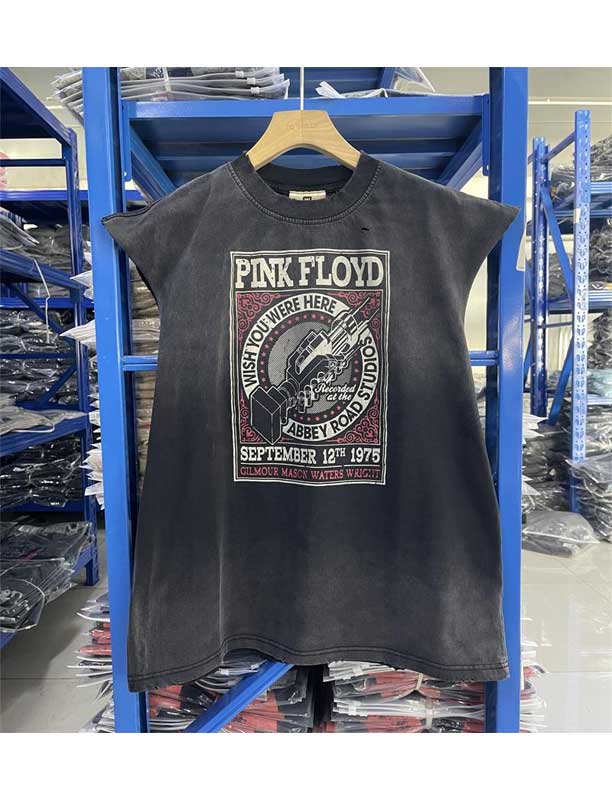 PINK FLOYD
WISH YOU WERE HERE
Recorded
at the
ABBEY ROAD STUDIOS
SEPTEMBER 12TH 1975
GILMOUR MASON WATERS WRIGHT